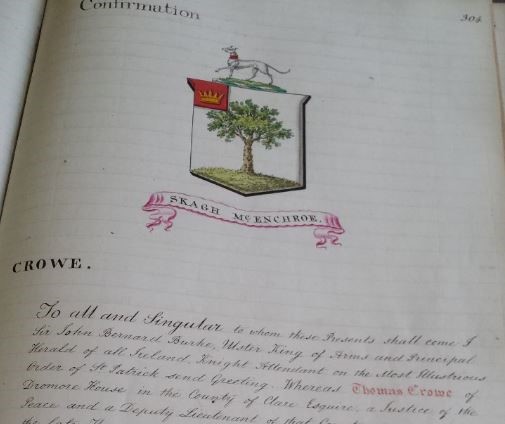 Confirmation
304
SKAGH McENCHROE.
CROWE.
To all and Singular to whom these Presents shall come I
Sir John Bernard Burke, Ulster King of Arms and Principal
Herald of all Ireland, Knight Attendant on the Most Illustrious
Order of St Patrick send Greeting. Whereas Thomas Crowe of
Dromore House in the County of Clare Esquire, a Justice of the
Peace and a Deputy Lieutenant of that